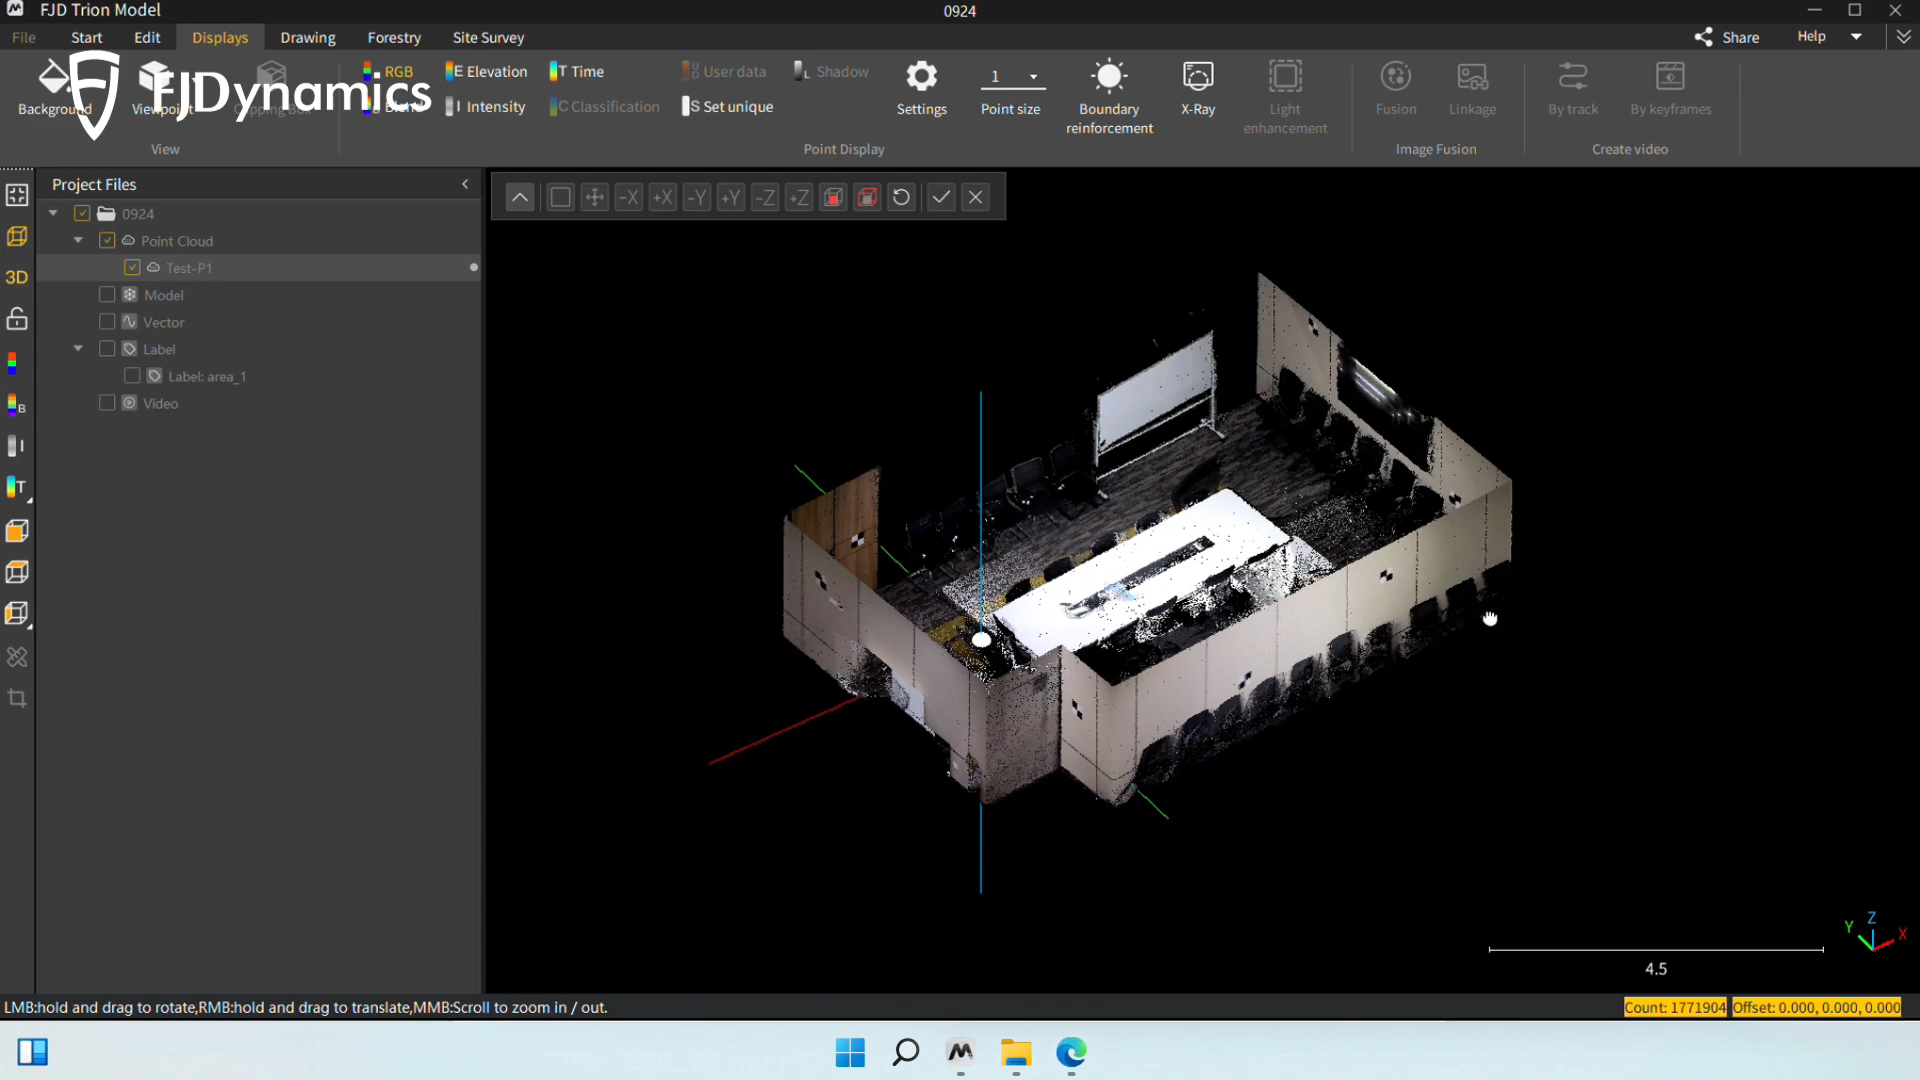 FJD Trion Model
0924
File Start Edit Displays Drawing Forestry Site Survey Share Help
FJDynamics
RGB E Elevation T Time User data L Shadow 1
Background Viewpoint B I Intensity C Classification S Set unique Settings Point size Boundary reinforcement X-Ray Light enhancement Fusion Linkage By track By keyframes
View Point Display Image Fusion Create video
Project Files
-X +X -Y +Y -Z +Z
0924
Point Cloud
Test-P1
3D
Model
Vector
Label
Label: area_1
B
Video
I
T
Z
Y X
4.5
LMB:hold and drag to rotate,RMB:hold and drag to translate,MMB:Scroll to zoom in / out.
Count: 1771904 Offset: 0.000, 0.000, 0.000